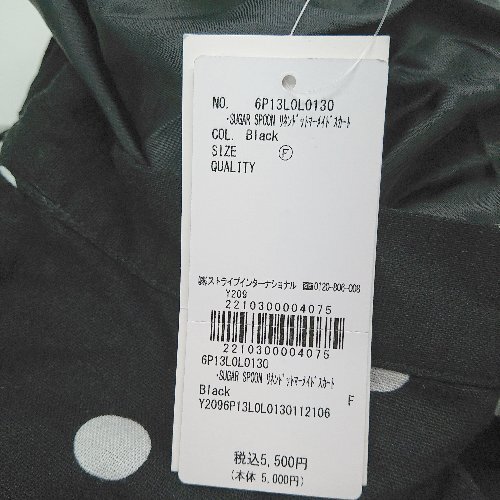 NO. 6P13L0L0130
・SUGAR SPOON リネンドットマーメイドスカート
COL. Black
SIZE Ⓕ
QUALITY
㈱ストライプインターナショナル ☎0120-806-008
Y209
2210300004075
2210300004075
6P13L0L0130
・SUGAR SPOON リネンドットマーメイドスカート
Black F
Y2096P13L0L0130112106
税込5,500円
(本体 5,000円)